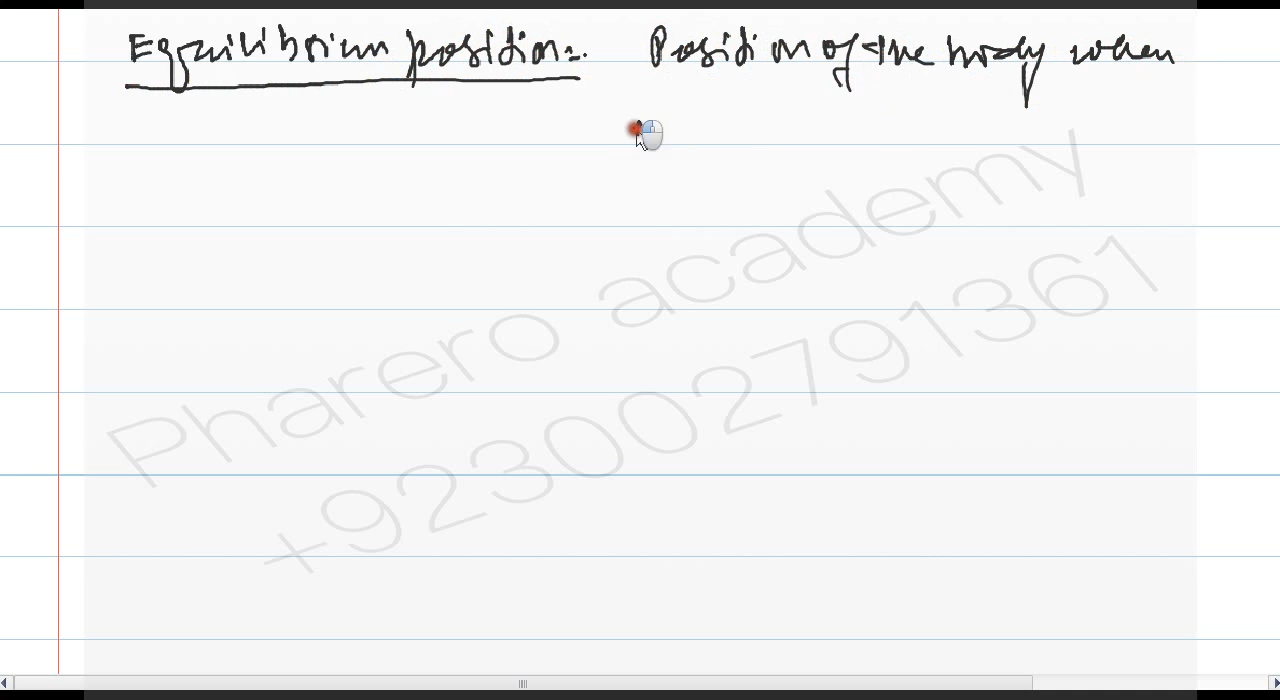 Equilibrium position:. Position of the body when
Pharero academy
+923002791361